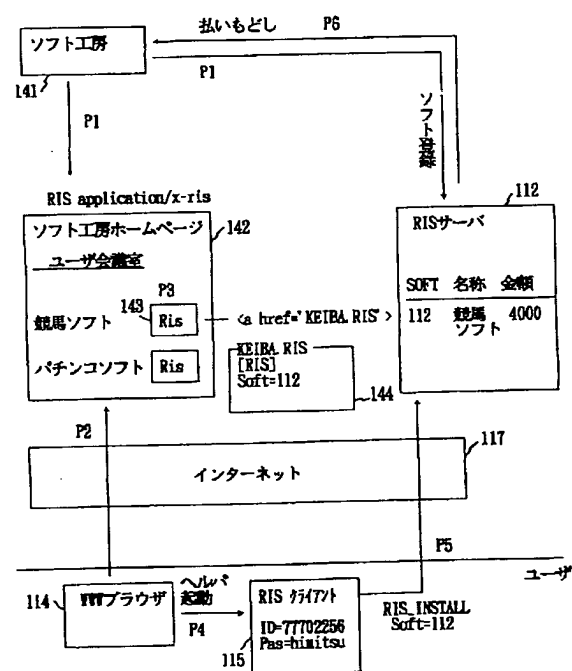 払いもどし P6
ソフト工房
141
P1
P1
ソフト登録
RIS application/x-ris
112
ソフト工房ホームページ
142
ユーザ会議室
P3
143
競馬ソフト
Ris
パチンコソフト
Ris
<a href='KEIBA.RIS'>
KEIBA.RIS
[RIS]
Soft=112
144
RISサーバ
SOFT 名称 金額
112 競馬ソフト 4000
P2
インターネット
117
P5
ユーザ
114
WWWブラウザ
ヘルパ
起動
P4
RIS クライアント
ID=77702256
Pas=himitsu
115
RIS_INSTALL
Soft=112